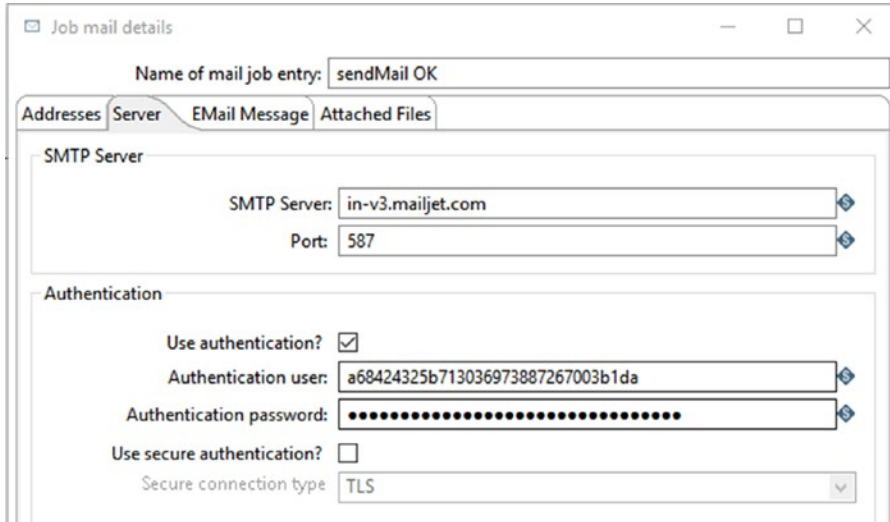 Job mail details
Name of mail job entry: sendMail OK
Addresses Server EMail Message Attached Files
SMTP Server
SMTP Server: in-v3.mailjet.com
Port: 587
Authentication
Use authentication?
Authentication user: a68424325b713036973887267003b1da
Authentication password: ••••••••••••••••••••••••••••••••
Use secure authentication?
Secure connection type TLS